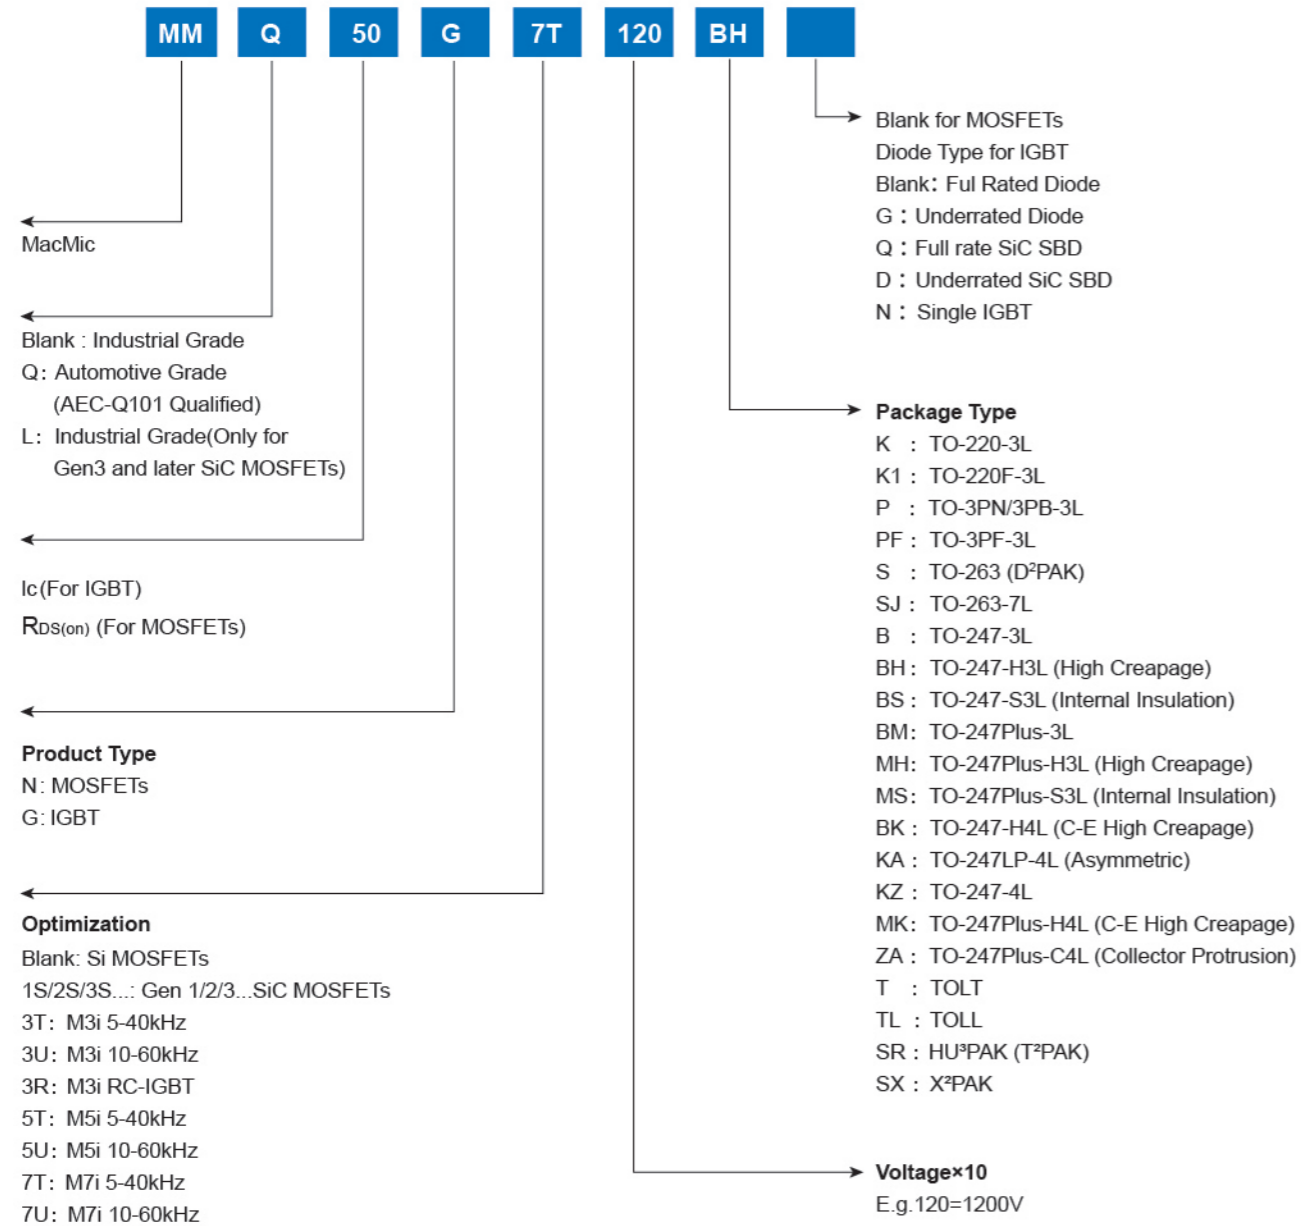 MM Q 50 G 7T 120 BH
MacMic
Blank : Industrial Grade
Q: Automotive Grade
(AEC-Q101 Qualified)
L: Industrial Grade(Only for
Gen3 and later SiC MOSFETs)
Ic(For IGBT)
RDS(on) (For MOSFETs)
Product Type
N: MOSFETs
G: IGBT
Optimization
Blank: Si MOSFETs
1S/2S/3S...: Gen 1/2/3...SiC MOSFETs
3T: M3i 5-40kHz
3U: M3i 10-60kHz
3R: M3i RC-IGBT
5T: M5i 5-40kHz
5U: M5i 10-60kHz
7T: M7i 5-40kHz
7U: M7i 10-60kHz
Blank for MOSFETs
Diode Type for IGBT
Blank: Ful Rated Diode
G : Underrated Diode
Q : Full rate SiC SBD
D : Underrated SiC SBD
N : Single IGBT
Package Type
K : TO-220-3L
K1 : TO-220F-3L
P : TO-3PN/3PB-3L
PF : TO-3PF-3L
S : TO-263 (D²PAK)
SJ : TO-263-7L
B : TO-247-3L
BH : TO-247-H3L (High Creapage)
BS : TO-247-S3L (Internal Insulation)
BM: TO-247Plus-3L
MH: TO-247Plus-H3L (High Creapage)
MS: TO-247Plus-S3L (Internal Insulation)
BK : TO-247-H4L (C-E High Creapage)
KA : TO-247LP-4L (Asymmetric)
KZ : TO-247-4L
MK: TO-247Plus-H4L (C-E High Creapage)
ZA : TO-247Plus-C4L (Collector Protrusion)
T : TOLT
TL : TOLL
SR : HU³PAK (T²PAK)
SX : X²PAK
Voltage×10
E.g.120=1200V